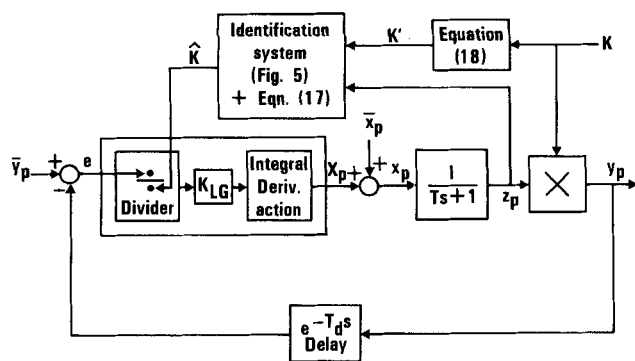 Identification
system
(Fig. 5)
+ Eqn. (17)
K̂
K'
Equation
(18)
K
x̄p
ȳp
+
e
−
÷
Divider
KLG
Integral
Deriv.
action
Xp
+
+
xp
1
Ts+1
zp
×
yp
e−Tds
Delay